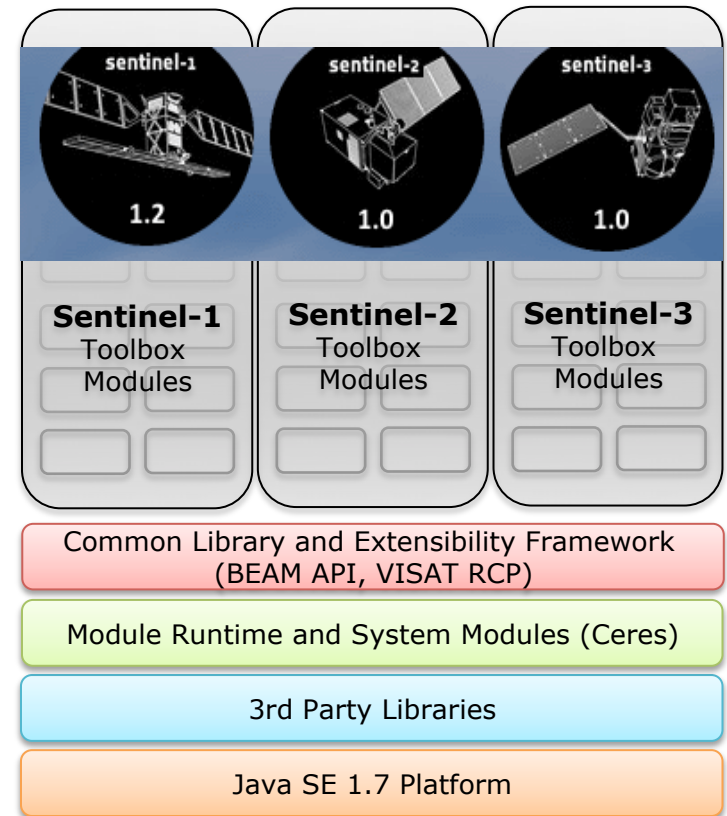 sentinel-1
1.2
sentinel-2
1.0
sentinel-3
1.0
Sentinel-1
Toolbox
Modules
Sentinel-2
Toolbox
Modules
Sentinel-3
Toolbox
Modules
Common Library and Extensibility Framework
(BEAM API, VISAT RCP)
Module Runtime and System Modules (Ceres)
3rd Party Libraries
Java SE 1.7 Platform